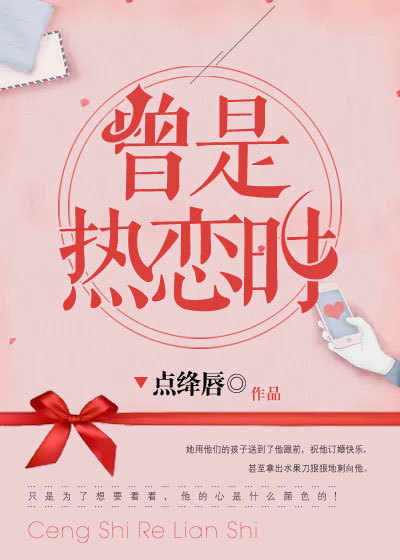 曾是
热恋时
点绛唇◎
作品
她用他们的孩子送到了他跟前，祝他订婚快乐，
甚至拿出水果刀狠狠地刺向他。
只是为了想要看看，他的心是什么颜色的！
Ceng Shi Re Lian Shi